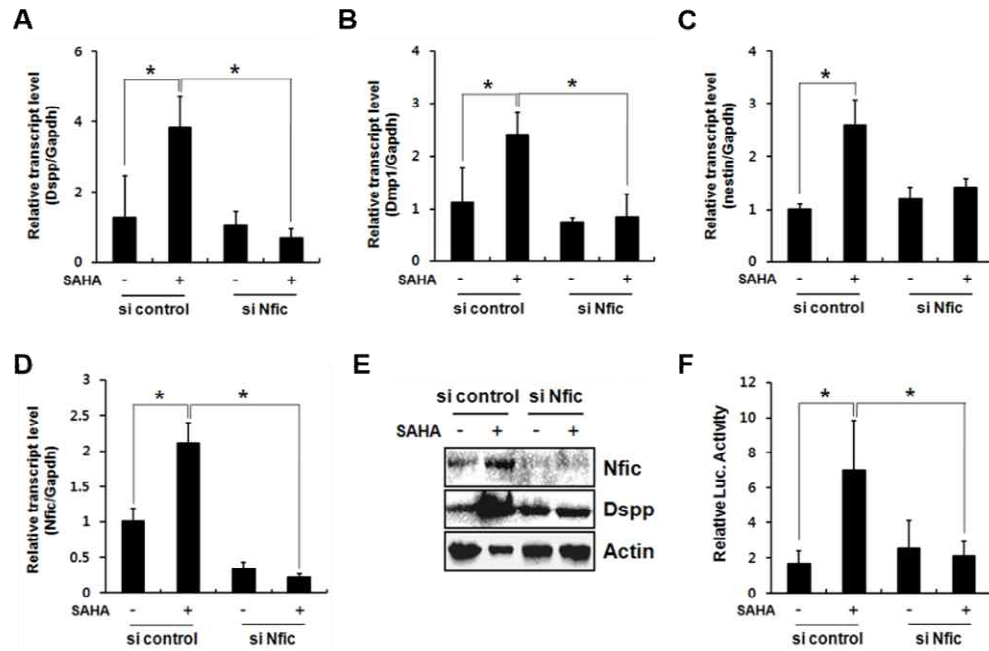 A
Relative transcript level
(Dspp/Gapdh)
6
4
2
0
*
*
SAHA - + - +
si control si Nfic
B
Relative transcript level
(Dmp1/Gapdh)
4
3
2
1
0
*
*
SAHA - + - +
si control si Nfic
C
Relative transcript level
(nestin/Gapdh)
4
3
2
1
0
*
SAHA - + - +
si control si Nfic
D
Relative transcript level
(Nfic/Gapdh)
3
2.5
2
1.5
1
0.5
0
*
*
SAHA - + - +
si control si Nfic
E
si control si Nfic
SAHA - + - +
Nfic
Dspp
Actin
F
Relative Luc. Activity
12
10
8
6
4
2
0
*
*
SAHA - + - +
si control si Nfic